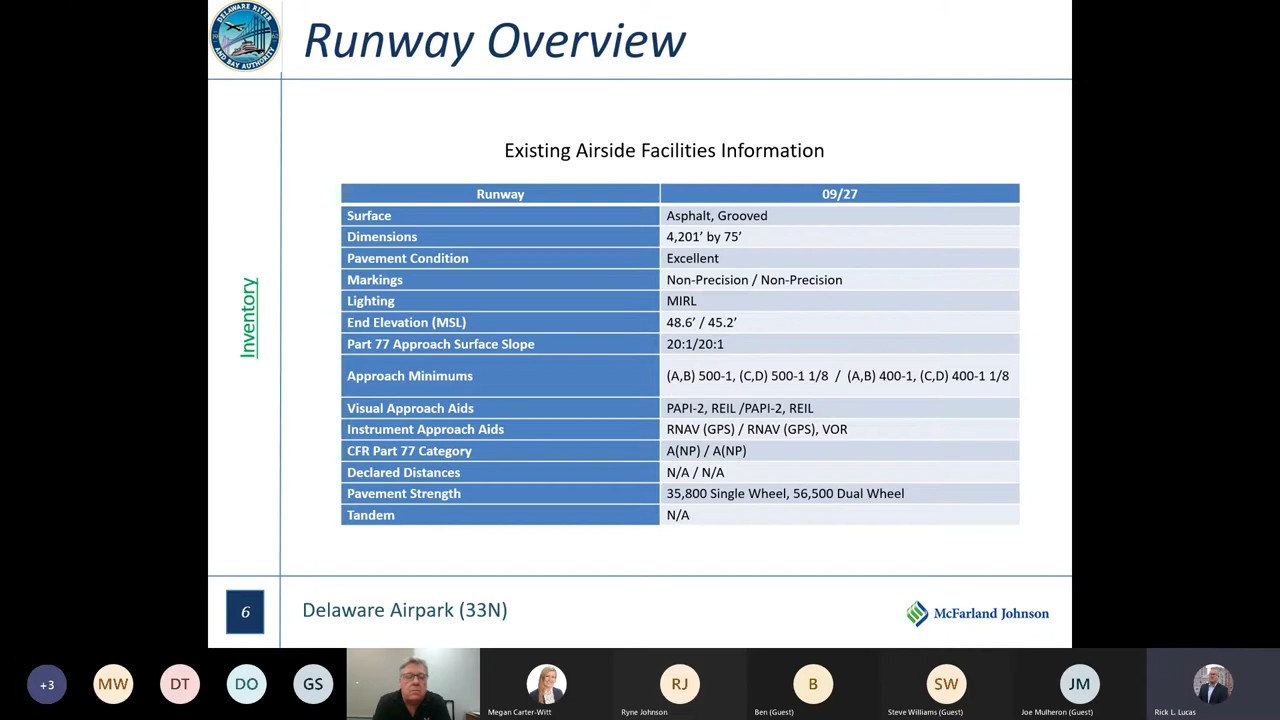 DELAWARE RIVER
1962
AND BAY AUTHORITY
Runway Overview
Inventory
Existing Airside Facilities Information
Runway 09/27
Surface Asphalt, Grooved
Dimensions 4,201’ by 75’
Pavement Condition Excellent
Markings Non-Precision / Non-Precision
Lighting MIRL
End Elevation (MSL) 48.6’ / 45.2’
Part 77 Approach Surface Slope 20:1/20:1
Approach Minimums (A,B) 500-1, (C,D) 500-1 1/8 / (A,B) 400-1, (C,D) 400-1 1/8
Visual Approach Aids PAPI-2, REIL /PAPI-2, REIL
Instrument Approach Aids RNAV (GPS) / RNAV (GPS), VOR
CFR Part 77 Category A(NP) / A(NP)
Declared Distances N/A / N/A
Pavement Strength 35,800 Single Wheel, 56,500 Dual Wheel
Tandem N/A
6
Delaware Airpark (33N)
McFarland Johnson
+3
MW
DT
DO
GS
Megan Carter-Witt
RJ
Ryne Johnson
B
Ben (Guest)
SW
Steve Williams (Guest)
JM
Joe Mulheron (Guest)
Rick L. Lucas